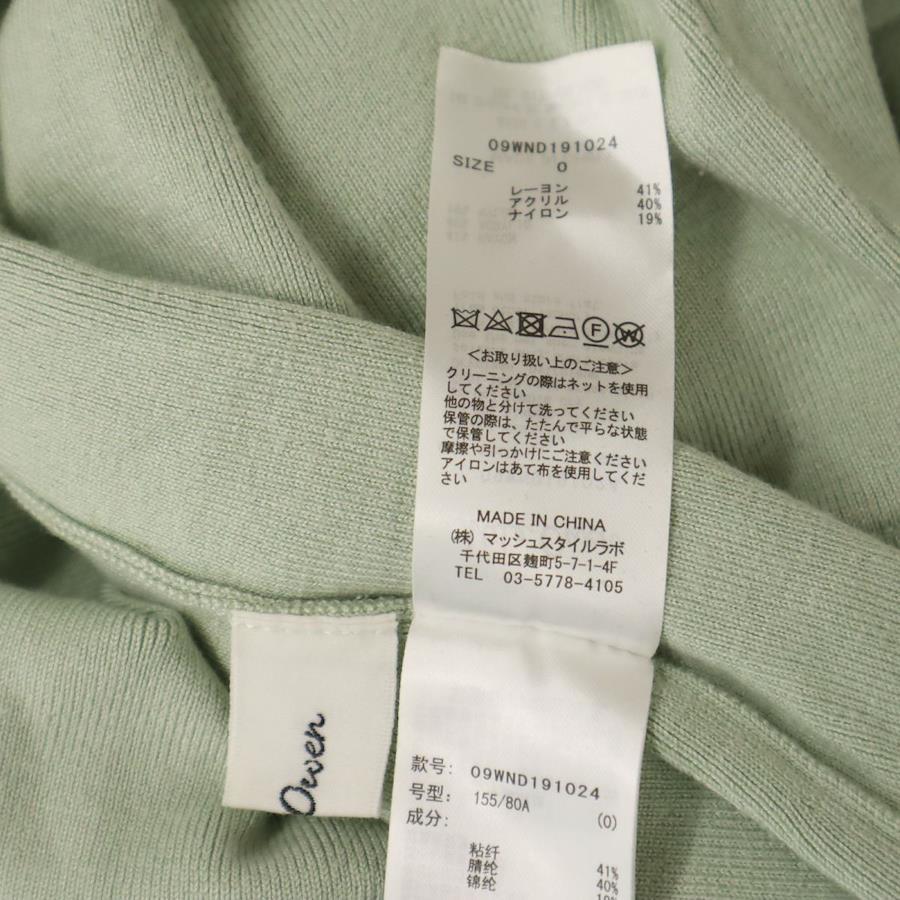 09WND191024
SIZE 0
レーヨン 41%
アクリル 40%
ナイロン 19%
F
W
<お取り扱い上のご注意>
クリーニングの際はネットを使用
してください
他の物と分けて洗ってください
保管の際は、たたんで平らな状態
で保管してください
摩擦や引っかけにご注意ください
アイロンはあて布を使用してくだ
さい
MADE IN CHINA
(株) マッシュスタイルラボ
千代田区麹町5-7-1-4F
TEL 03-5778-4105
Owen
款号: 09WND191024
号型: 155/80A (0)
成分:
粘纤 41%
腈纶 40%
锦纶 19%